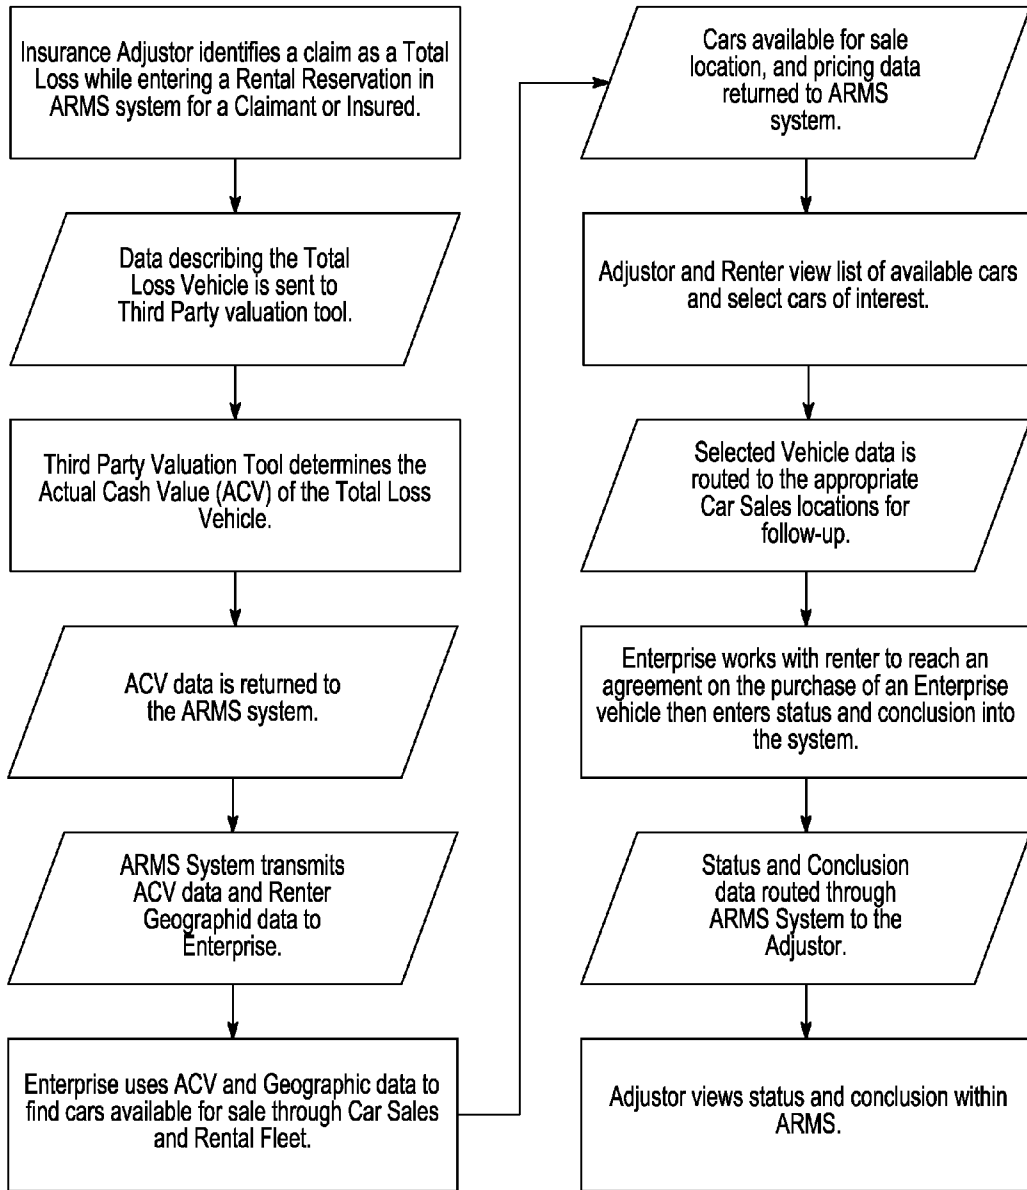 Insurance Adjustor identifies a claim as a Total
Loss while entering a Rental Reservation in
ARMS system for a Claimant or Insured.
Data describing the Total
Loss Vehicle is sent to
Third Party valuation tool.
Third Party Valuation Tool determines the
Actual Cash Value (ACV) of the Total Loss
Vehicle.
ACV data is returned to
the ARMS system.
ARMS System transmits
ACV data and Renter
Geographid data to
Enterprise.
Enterprise uses ACV and Geographic data to
find cars available for sale through Car Sales
and Rental Fleet.
Cars available for sale
location, and pricing data
returned to ARMS
system.
Adjustor and Renter view list of available cars
and select cars of interest.
Selected Vehicle data is
routed to the appropriate
Car Sales locations for
follow-up.
Enterprise works with renter to reach an
agreement on the purchase of an Enterprise
vehicle then enters status and conclusion into
the system.
Status and Conclusion
data routed through
ARMS System to the
Adjustor.
Adjustor views status and conclusion within
ARMS.